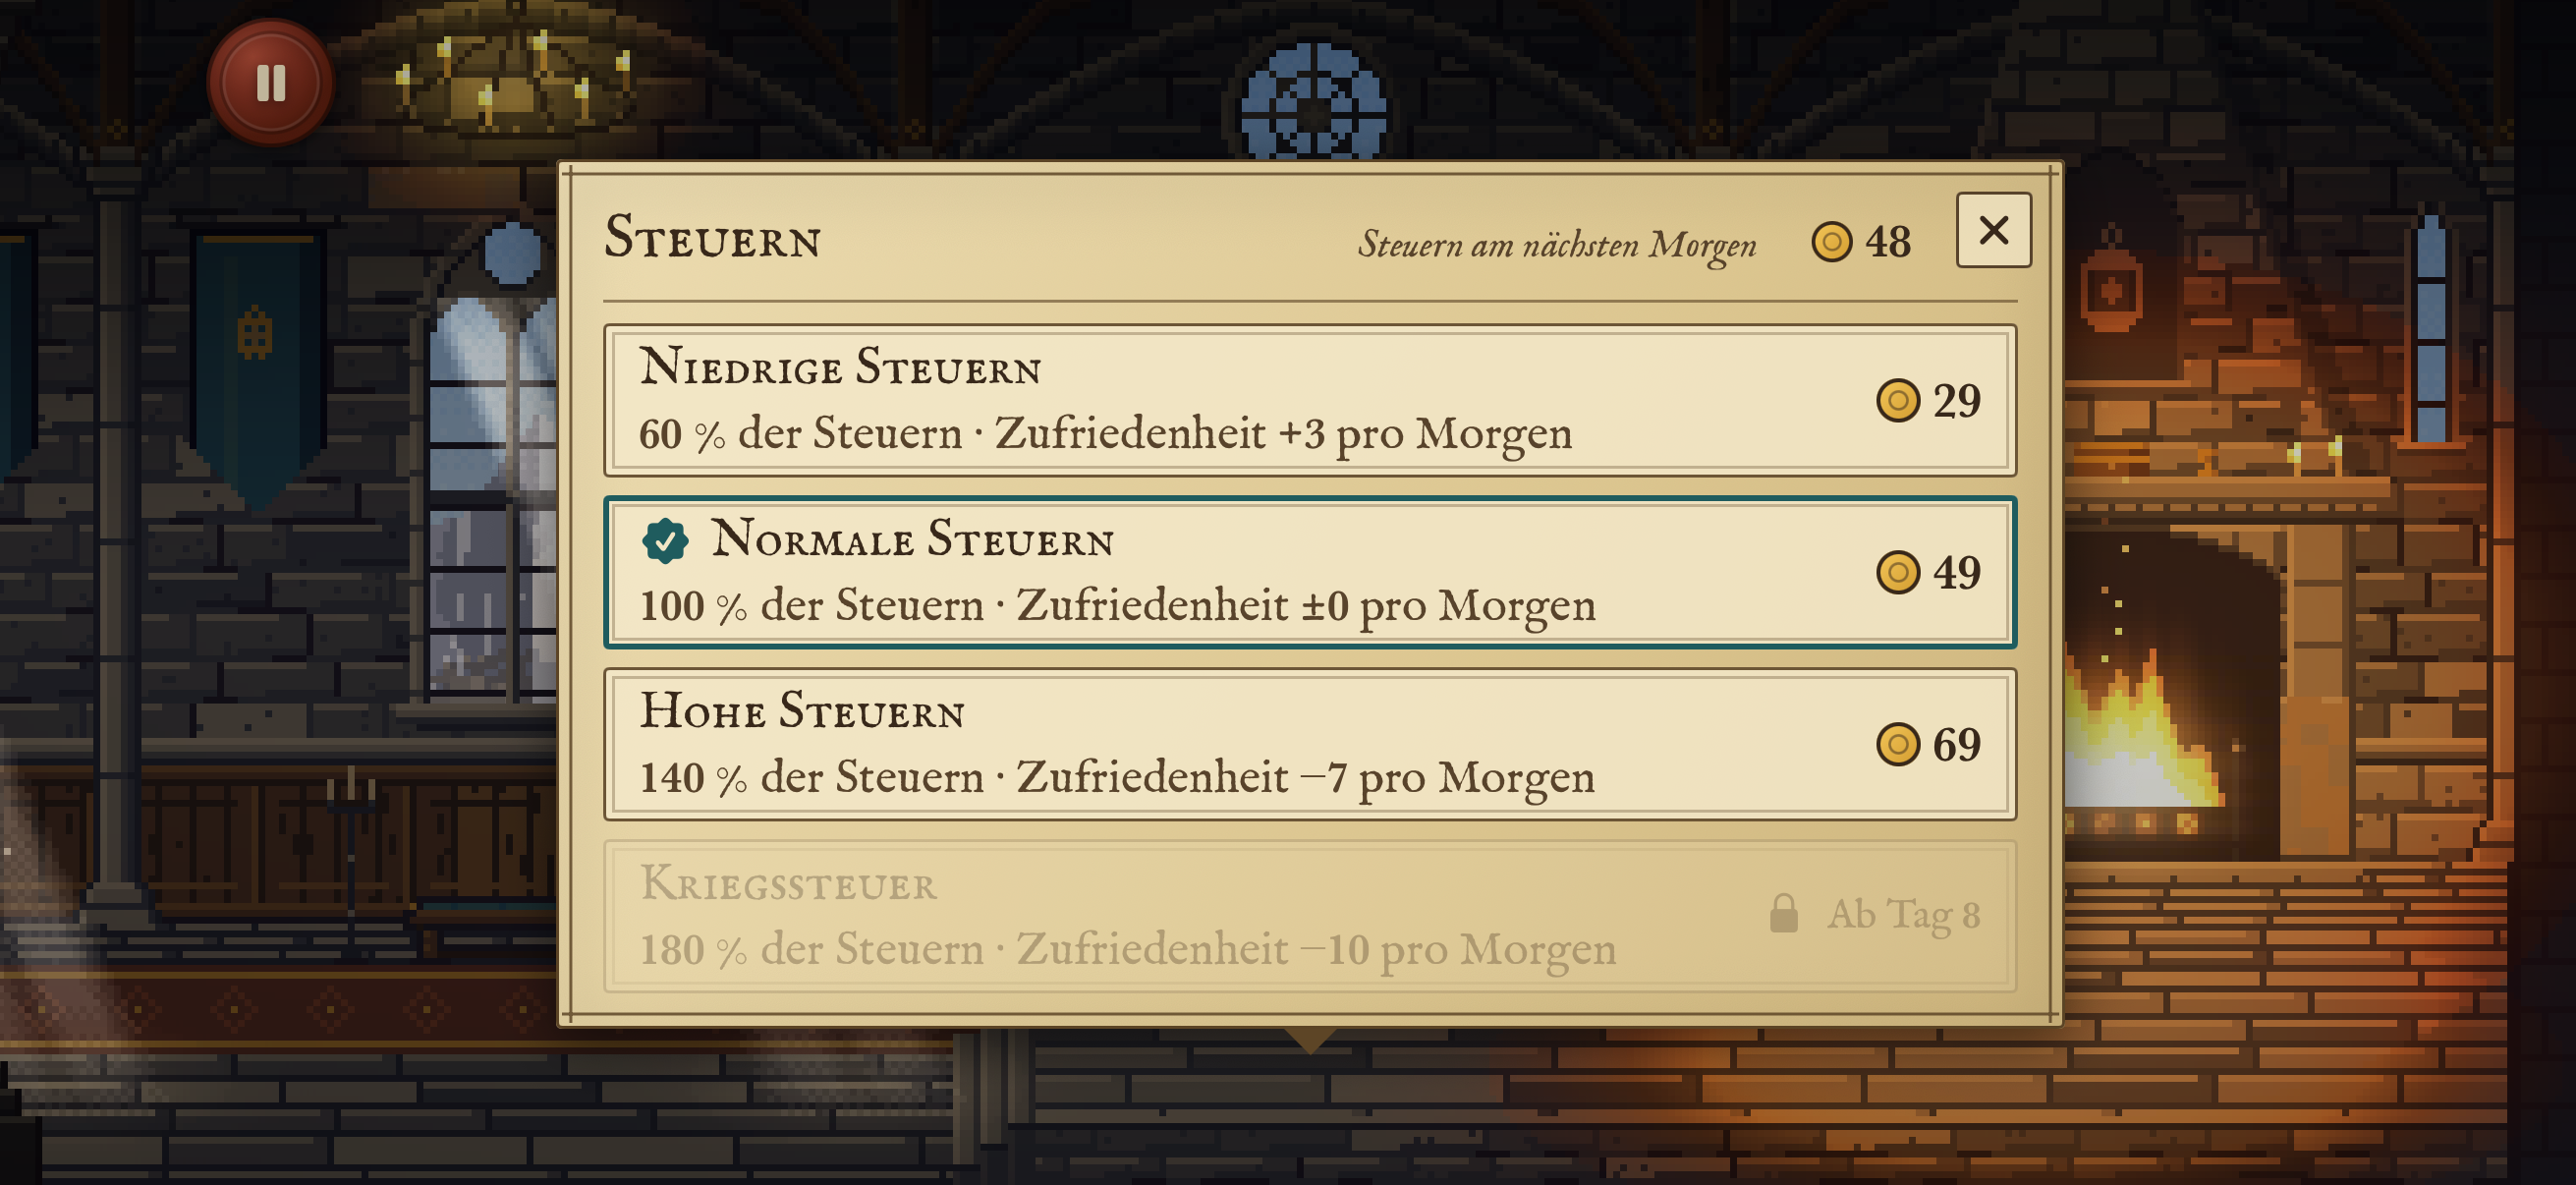 Steuern
Steuern am nächsten Morgen 48
Niedrige Steuern
60 % der Steuern · Zufriedenheit +3 pro Morgen
29
Normale Steuern
100 % der Steuern · Zufriedenheit ±0 pro Morgen
49
Hohe Steuern
140 % der Steuern · Zufriedenheit −7 pro Morgen
69
Kriegssteuer
180 % der Steuern · Zufriedenheit −10 pro Morgen
Ab Tag 8